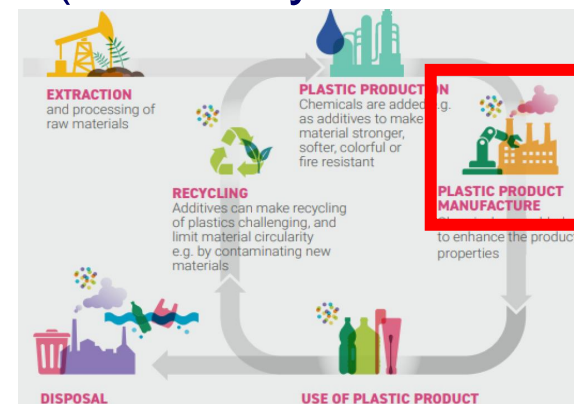 EXTRACTION
and processing of
raw materials
PLASTIC PRODUCTION
Chemicals are added e.g.
as additives to make
material stronger,
softer, colorful or
fire resistant
PLASTIC PRODUCT
MANUFACTURE
to enhance the product
properties
RECYCLING
Additives can make recycling
of plastics challenging, and
limit material circularity
e.g. by contaminating new
materials
DISPOSAL
USE OF PLASTIC PRODUCT